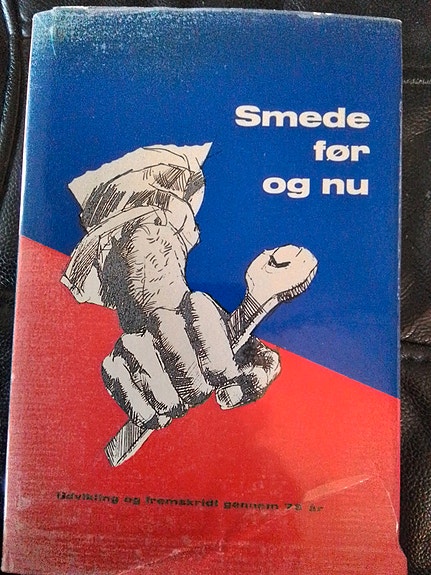 Smede
før
og nu
Udvikling og fremskridt gennem 75 år